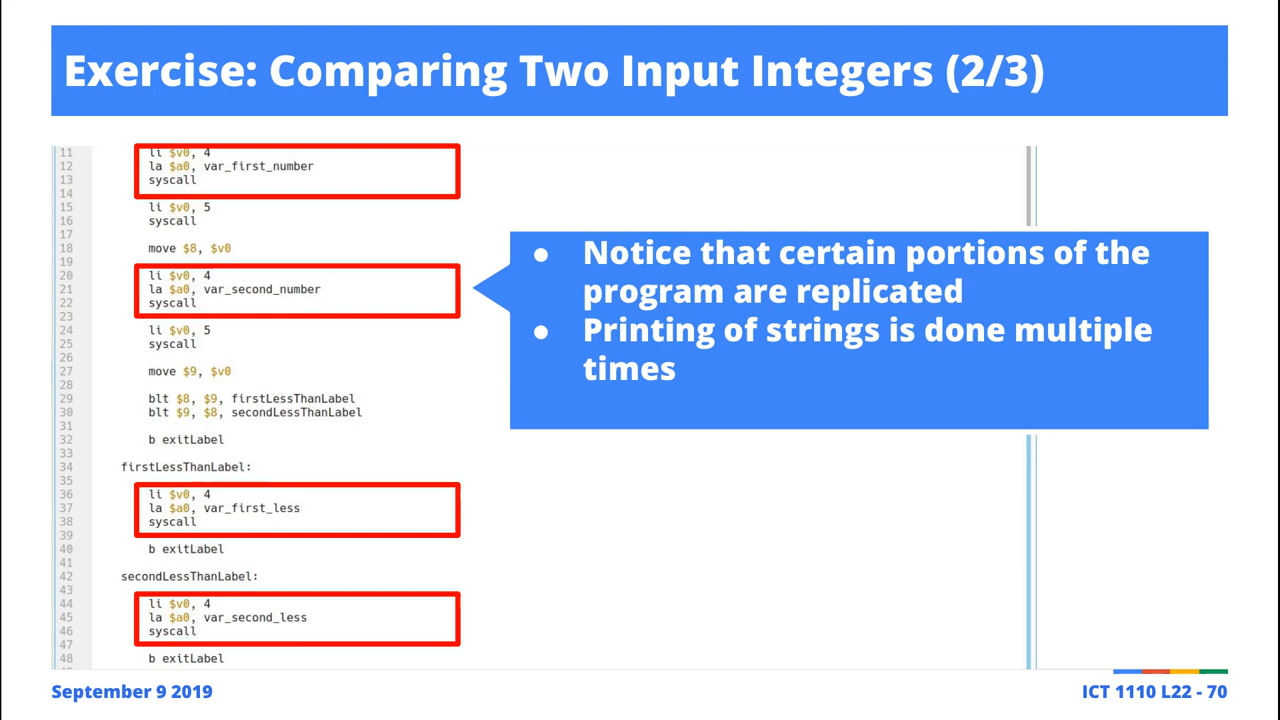 Exercise: Comparing Two Input Integers (2/3)
11 li $v0, 4
12 la $a0, var_first_number
13 syscall
14
15 li $v0, 5
16 syscall
17
18 move $8, $v0
19
20 li $v0, 4
21 la $a0, var_second_number
22 syscall
23
24 li $v0, 5
25 syscall
26
27 move $9, $v0
28
29 blt $8, $9, firstLessThanLabel
30 blt $9, $8, secondLessThanLabel
31
32 b exitLabel
33
34 firstLessThanLabel:
35
36 li $v0, 4
37 la $a0, var_first_less
38 syscall
39
40 b exitLabel
41
42 secondLessThanLabel:
43
44 li $v0, 4
45 la $a0, var_second_less
46 syscall
47
48 b exitLabel
● Notice that certain portions of the
program are replicated
● Printing of strings is done multiple
times
September 9 2019
ICT 1110 L22 - 70